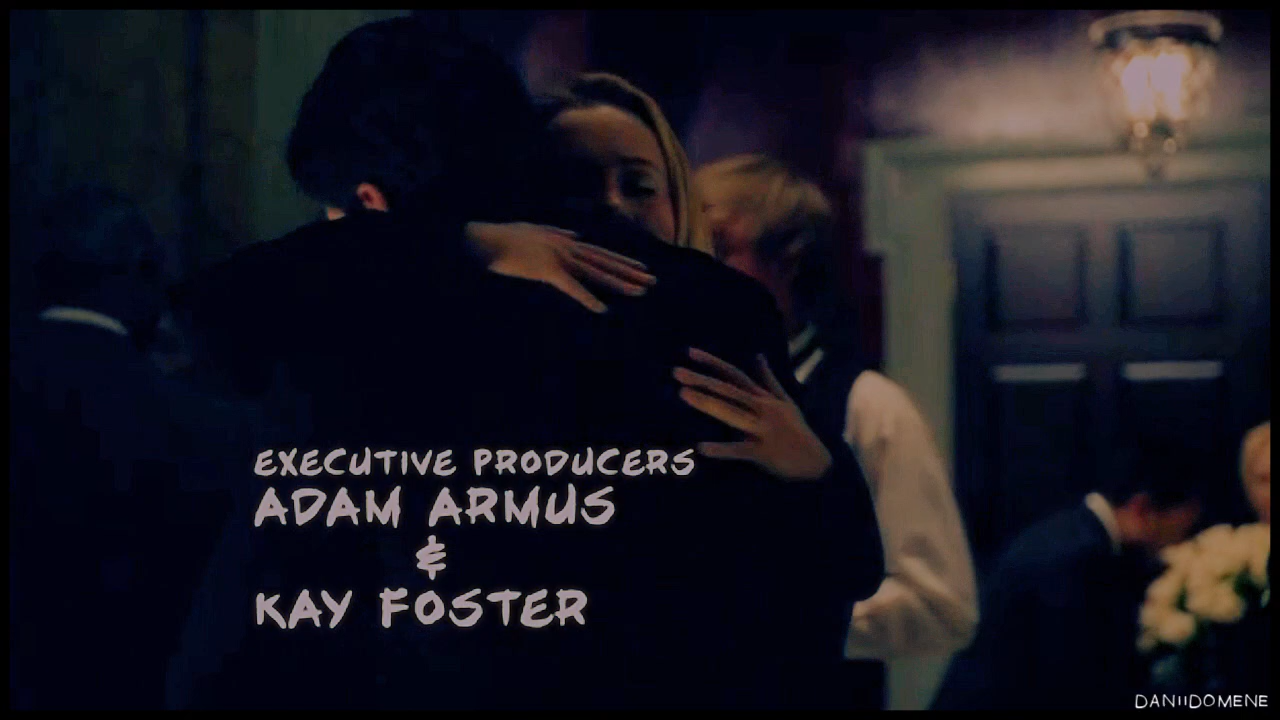 EXECUTIVE PRODUCERS
ADAM ARMUS
&
KAY FOSTER
DANIIDOMENE